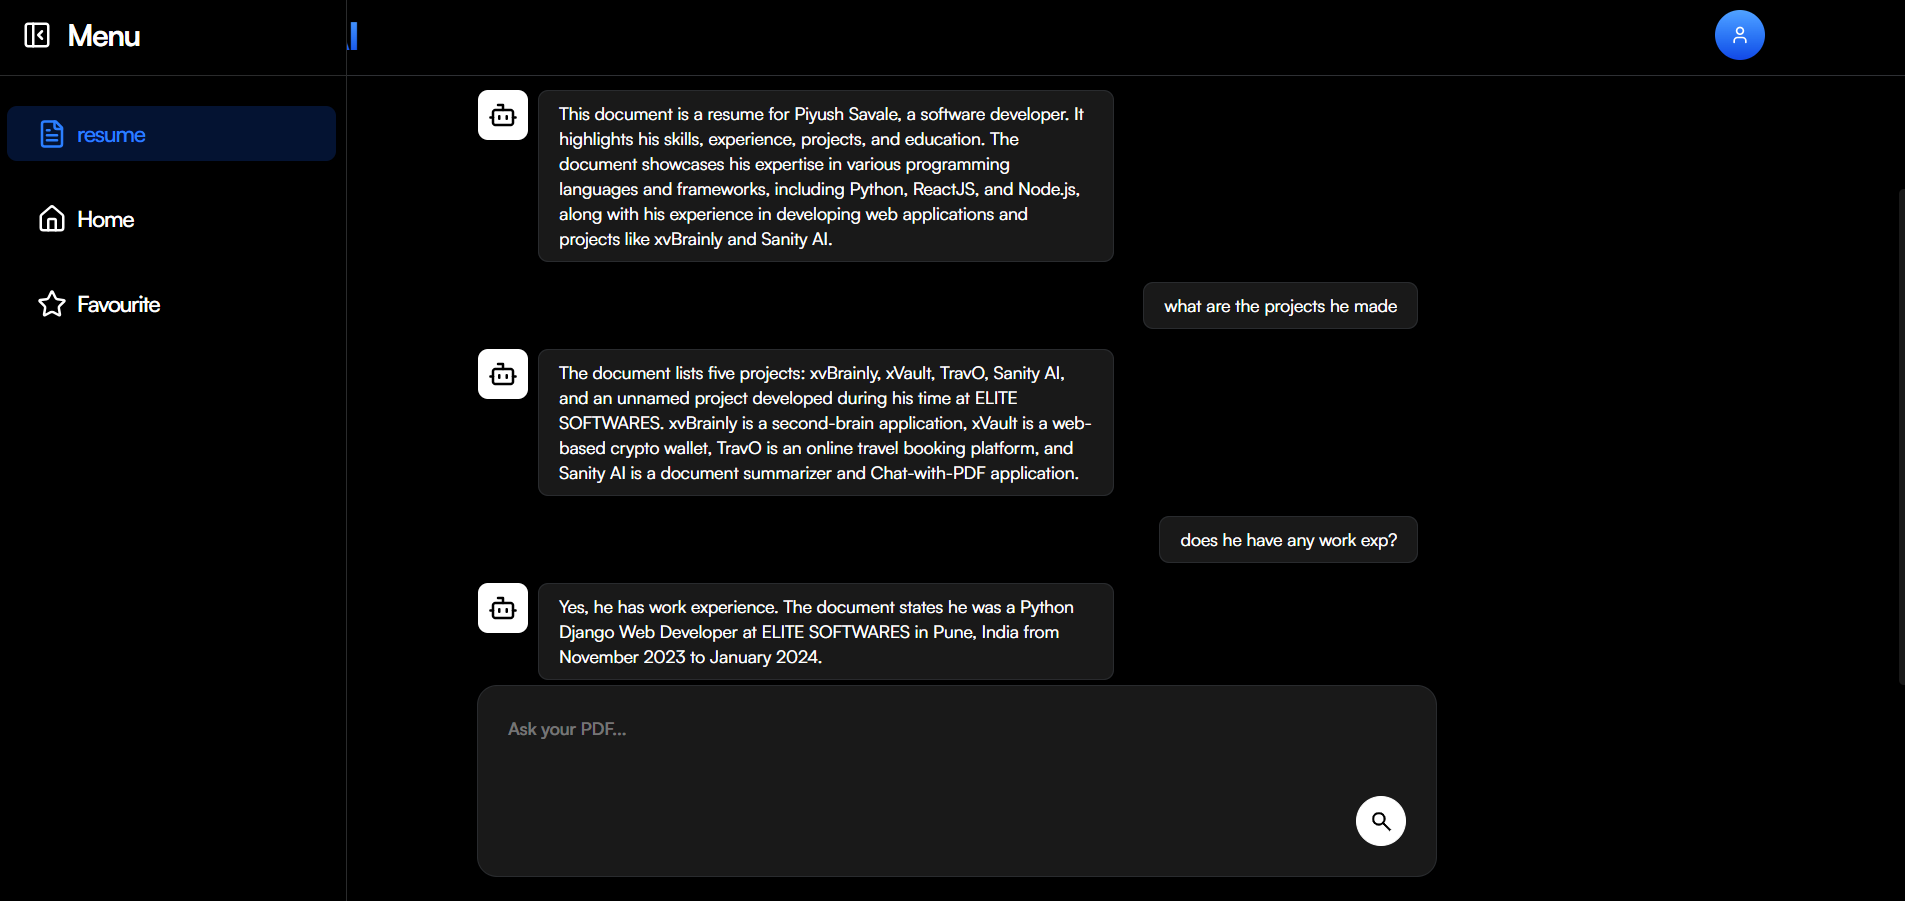 Menu
I
resume
Home
Favourite
This document is a resume for Piyush Savale, a software developer. It
highlights his skills, experience, projects, and education. The
document showcases his expertise in various programming
languages and frameworks, including Python, ReactJS, and Node.js,
along with his experience in developing web applications and
projects like xvBrainly and Sanity AI.
what are the projects he made
The document lists five projects: xvBrainly, xVault, TravO, Sanity AI,
and an unnamed project developed during his time at ELITE
SOFTWARES. xvBrainly is a second-brain application, xVault is a web-
based crypto wallet, TravO is an online travel booking platform, and
Sanity AI is a document summarizer and Chat-with-PDF application.
does he have any work exp?
Yes, he has work experience. The document states he was a Python
Django Web Developer at ELITE SOFTWARES in Pune, India from
November 2023 to January 2024.
Ask your PDF...